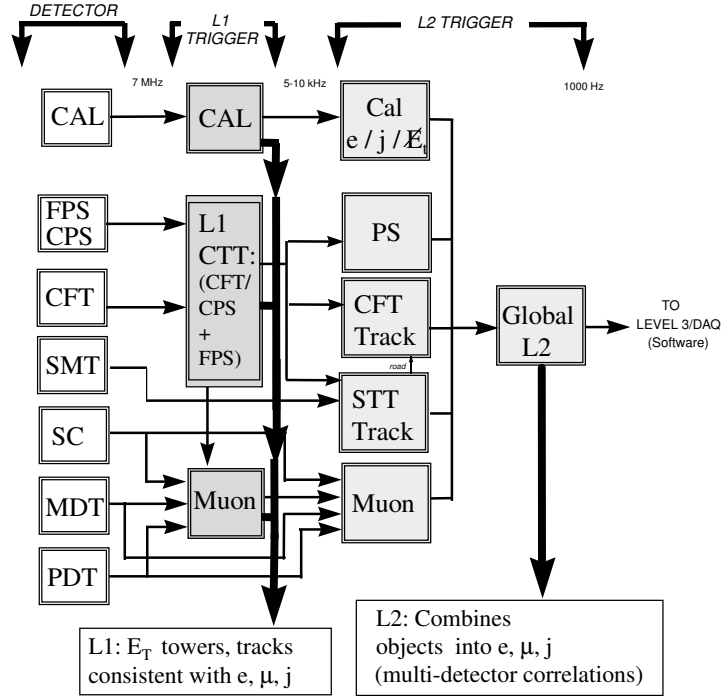 DETECTOR
L1
TRIGGER
L2 TRIGGER
7 MHz
5-10 kHz
1000 Hz
CAL
CAL
Cal
e / j / E̸t
FPS
CPS
L1
CTT:
(CFT/
CPS
+
FPS)
PS
CFT
CFT
Track
Global
L2
TO
LEVEL 3/DAQ
(Software)
road
SMT
STT
Track
SC
MDT
Muon
Muon
PDT
L1: ET towers, tracks
consistent with e, μ, j
L2: Combines
objects into e, μ, j
(multi-detector correlations)